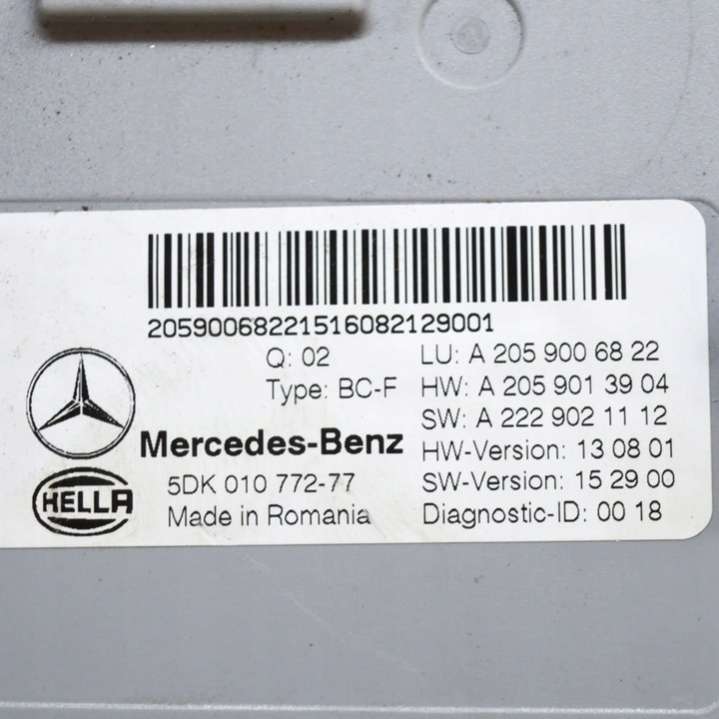 20590068221516082129001
Q: 02
LU: A 205 900 68 22
Type: BC-F
HW: A 205 901 39 04
SW: A 222 902 11 12
Mercedes-Benz
HW-Version: 13 08 01
5DK 010 772-77
SW-Version: 15 29 00
HELLA
Made in Romania
Diagnostic-ID: 00 18